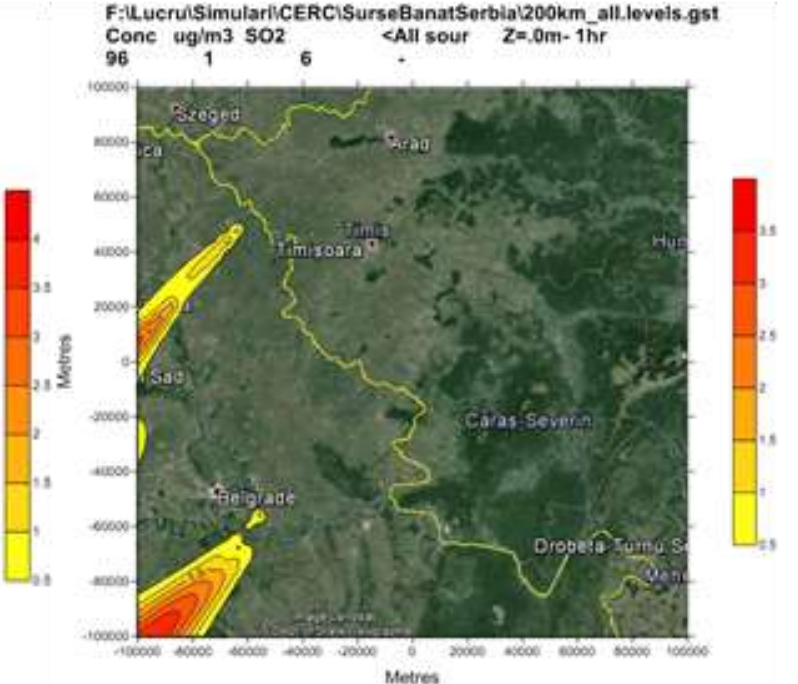 F:\Lucru\Simulari\CERC\SurseBanatSerbia\200km_all.levels.gst
Conc ug/m3 SO2 <All sour Z=.0m- 1hr
96 1 6 -
100000
80000
60000
40000
20000
0
-20000
-40000
-60000
-80000
-100000
Metres
-100000 -80000 -60000 -40000 -20000 0 20000 40000 60000 80000 100000
Metres
Szeged
Arad
ica
Timis
Timisoara
Hun
Sad
Caras-Severin
Belgrade
Drobeta-Turnu Se
Mehe
4
3.5
3
2.5
2
1.5
1
0.5
3.5
3
2.5
2
1.5
1
0.5